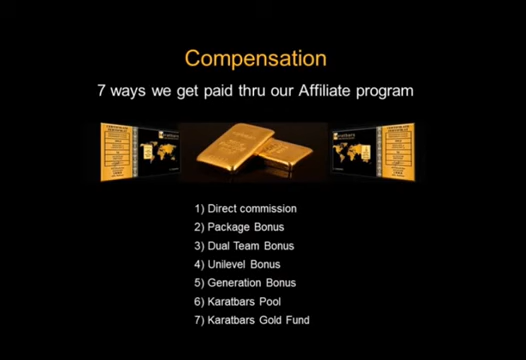 Compensation
7 ways we get paid thru our Affiliate program
1) Direct commission
2) Package Bonus
3) Dual Team Bonus
4) Unilevel Bonus
5) Generation Bonus
6) Karatbars Pool
7) Karatbars Gold Fund